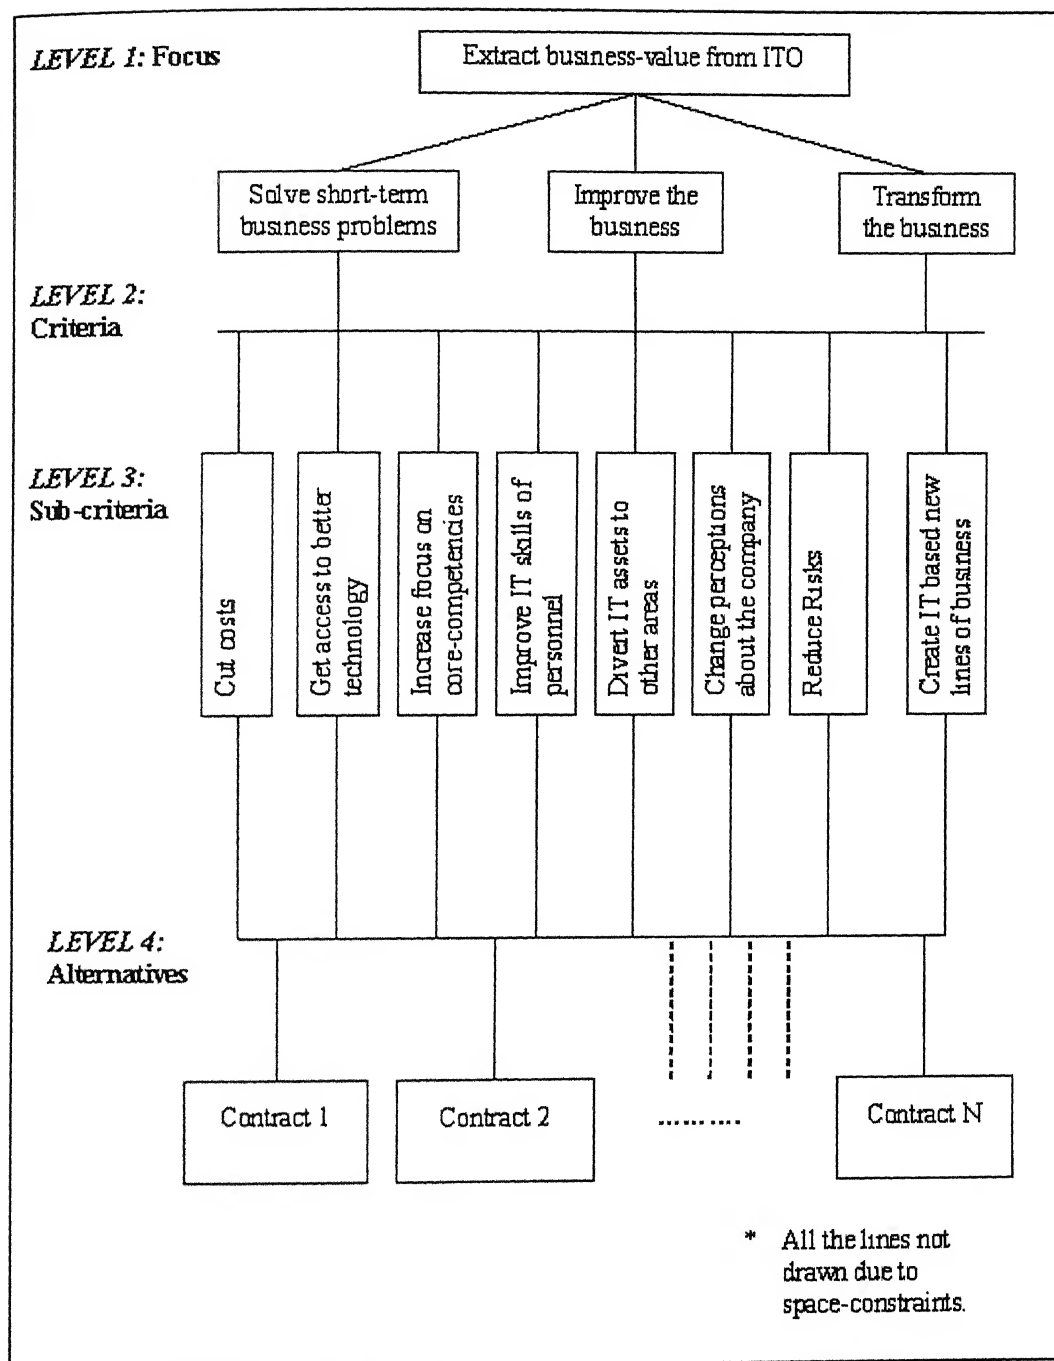 LEVEL 1: Focus
Extract business-value from ITO
Solve short-term
business problems
Improve the
business
Transform
the business
LEVEL 2:
Criteria
LEVEL 3:
Sub-criteria
Cut costs
Get access to better
technology
Increase focus on
core-competencies
Improve IT skills of
personnel
Divert IT assets to
other areas
Change perceptions
about the company
Reduce Risks
Create IT based new
lines of business
LEVEL 4:
Alternatives
Contract 1
Contract 2
..........
Contract N
* All the lines not
drawn due to
space-constraints.